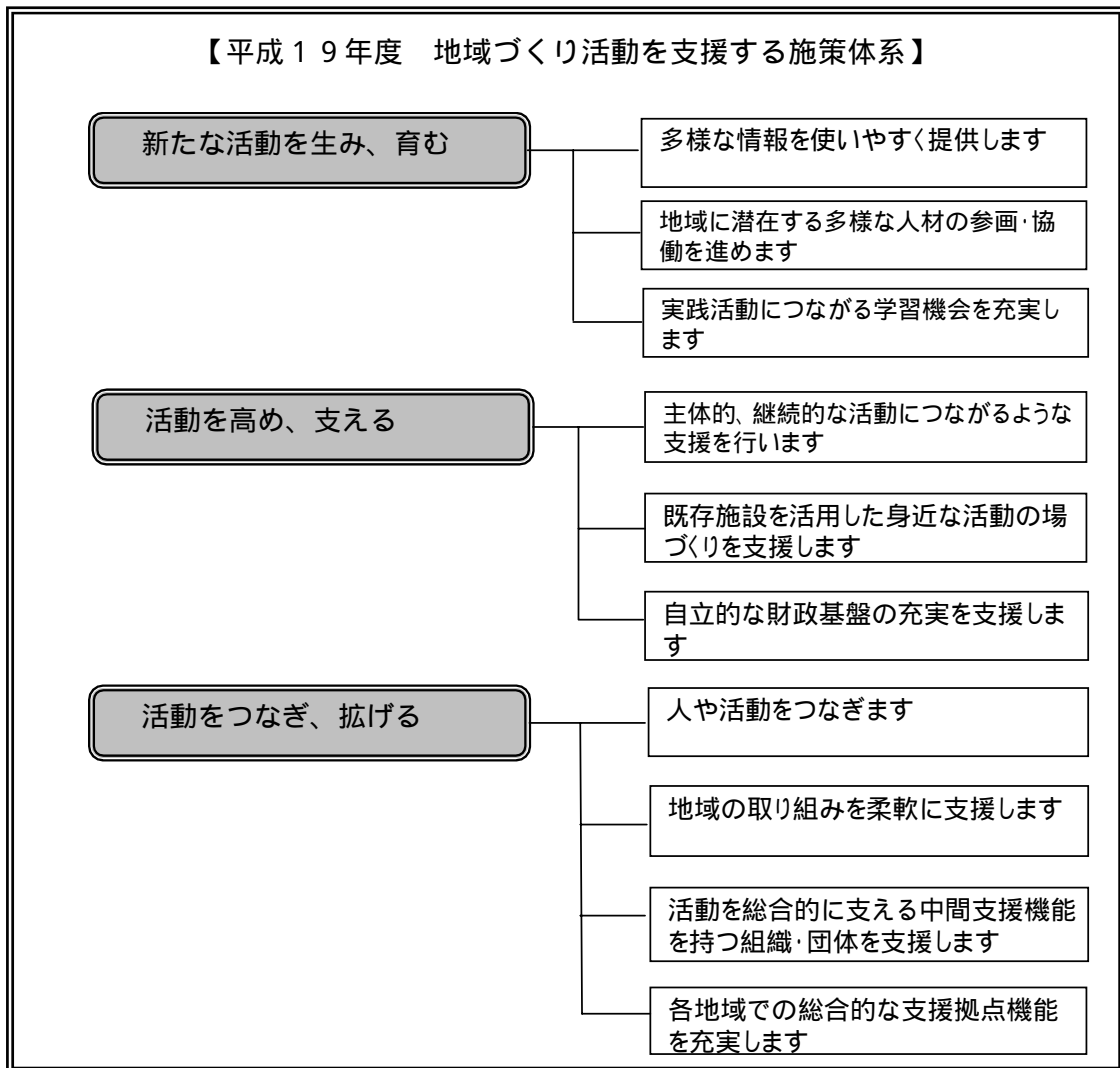 【平成１９年度　地域づくり活動を支援する施策体系】
新たな活動を生み、育む
多様な情報を使いやすく提供します
地域に潜在する多様な人材の参画･協
働を進めます
実践活動につながる学習機会を充実し
ます
活動を高め、支える
主体的、継続的な活動につながるような
支援を行います
既存施設を活用した身近な活動の場
づくりを支援します
自立的な財政基盤の充実を支援しま
す
活動をつなぎ、拡げる
人や活動をつなぎます
地域の取り組みを柔軟に支援します
活動を総合的に支える中間支援機能
を持つ組織･団体を支援します
各地域での総合的な支援拠点機能
を充実します